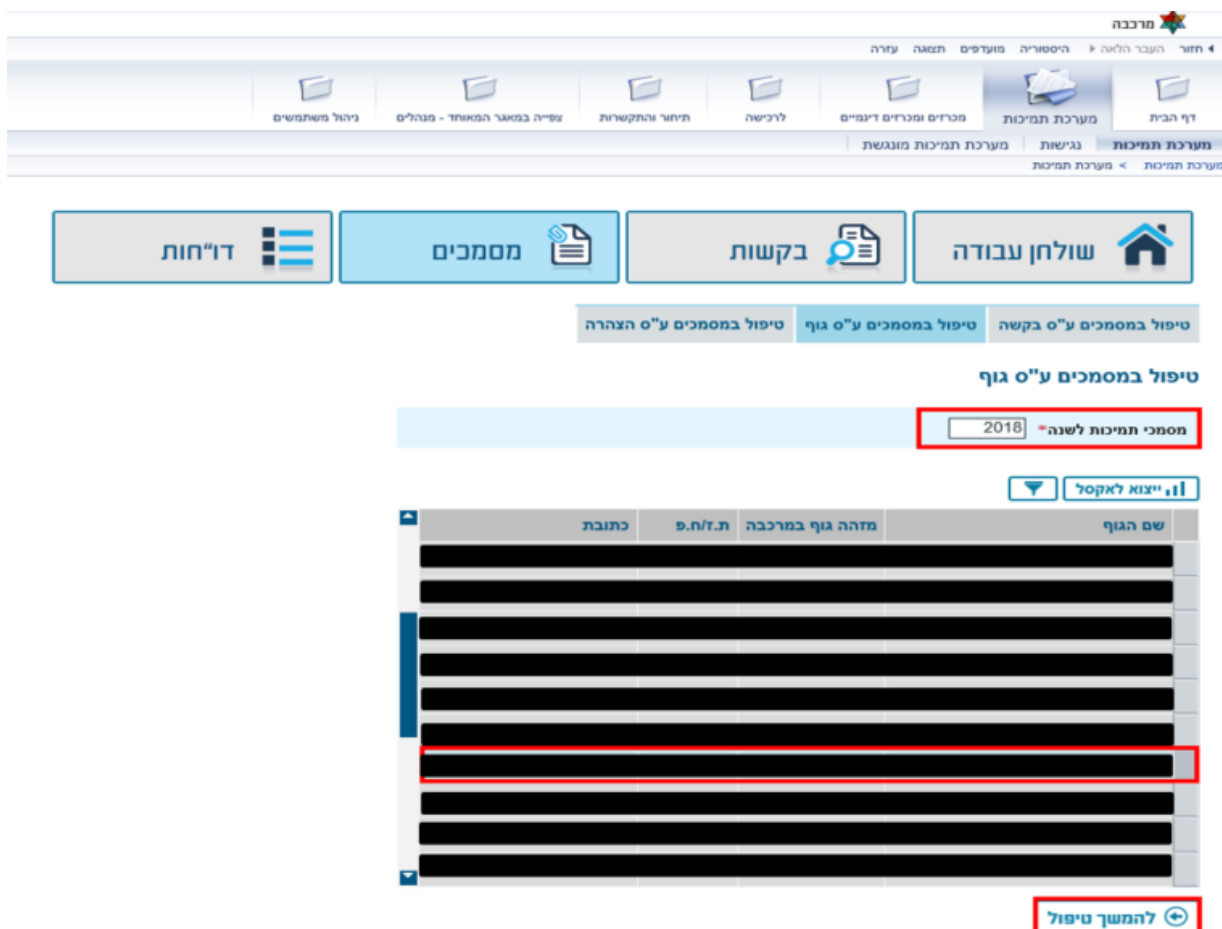 מרכבה
חזור העבר הלאה היסטוריה מועדפים תצוגה עזרה
דף הבית מערכת תמיכות מכרזים ומכרזים דינמיים לרכישה תיחור והתקשרות צפייה במאגר המאוחד - מנהלים ניהול משתמשים
מערכת תמיכות נגישות מערכת תמיכות מונגשת
מערכת תמיכות > מערכת תמיכות
שולחן עבודה בקשות מסמכים דו"חות
טיפול במסמכים ע"ס בקשה טיפול במסמכים ע"ס גוף טיפול במסמכים ע"ס הצהרה
טיפול במסמכים ע"ס גוף
מסמכי תמיכות לשנה* 2018
ייצוא לאקסל
שם הגוף מזהה גוף במרכבה ת.ז/ח.פ כתובת
להמשך טיפול